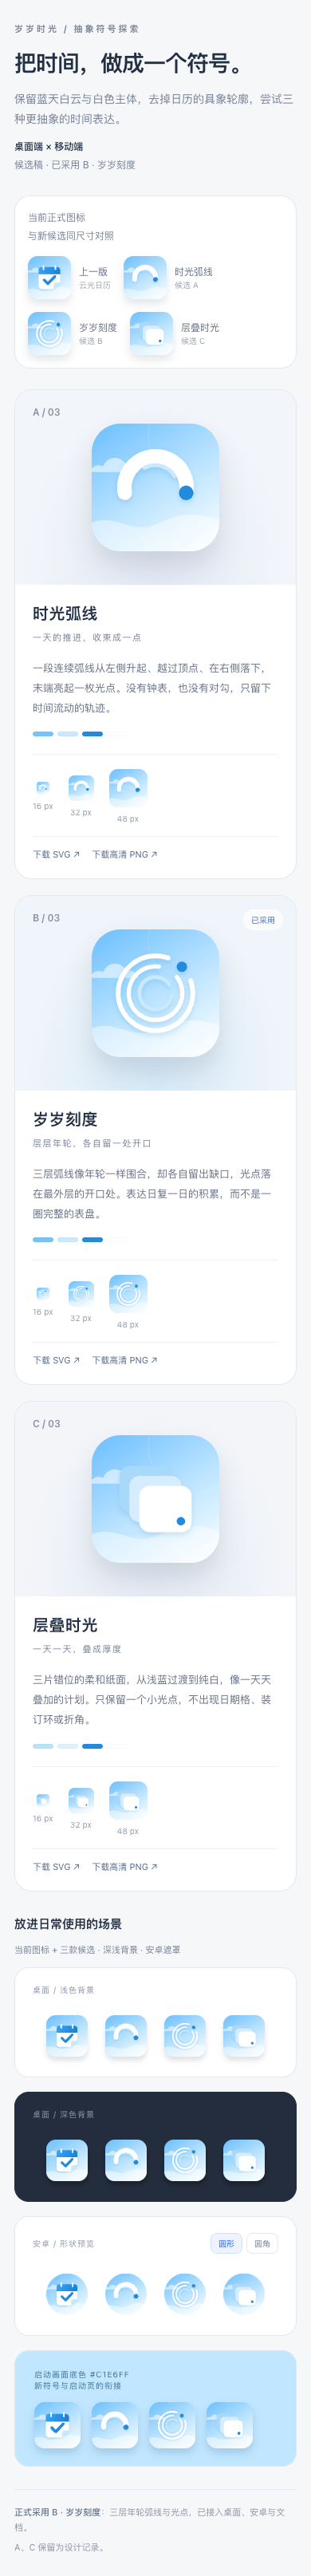 岁岁时光 / 抽象符号探索
把时间，做成一个符号。
保留蓝天白云与白色主体，去掉日历的具象轮廓，尝试三
种更抽象的时间表达。
桌面端 × 移动端
候选稿 · 已采用 B · 岁岁刻度
当前正式图标
与新候选同尺寸对照
上一版
云光日历
时光弧线
候选 A
岁岁刻度
候选 B
层叠时光
候选 C
A / 03
时光弧线
一天的推进，收束成一点
一段连续弧线从左侧升起、越过顶点、在右侧落下，
末端亮起一枚光点。没有钟表，也没有对勾，只留下
时间流动的轨迹。
16 px
32 px
48 px
下载 SVG ↗ 下载高清 PNG ↗
B / 03
已采用
岁岁刻度
层层年轮，各自留一处开口
三层弧线像年轮一样围合，却各自留出缺口，光点落
在最外层的开口处。表达日复一日的积累，而不是一
圈完整的表盘。
16 px
32 px
48 px
下载 SVG ↗ 下载高清 PNG ↗
C / 03
层叠时光
一天一天，叠成厚度
三片错位的柔和纸面，从浅蓝过渡到纯白，像一天天
叠加的计划。只保留一个小光点，不出现日期格、装
订环或折角。
16 px
32 px
48 px
下载 SVG ↗ 下载高清 PNG ↗
放进日常使用的场景
当前图标 + 三款候选 · 深浅背景 · 安卓遮罩
桌面 / 浅色背景
桌面 / 深色背景
安卓 / 形状预览
圆形
圆角
启动画面底色 #C1E6FF
新符号与启动页的衔接
正式采用 B · 岁岁刻度：三层年轮弧线与光点，已接入桌面、安卓与文
档。
A、C 保留为设计记录。